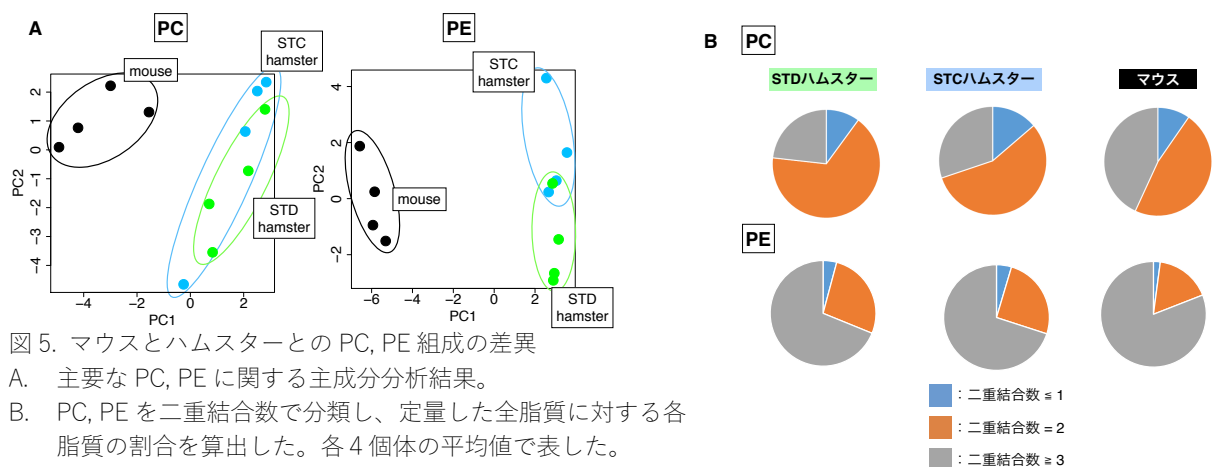 A
PC
PE
STC
hamster
mouse
STD
hamster
2
1
0
−1
−2
−3
−4
PC2
−4
−2
0
2
PC1
STC
hamster
mouse
STD
hamster
4
2
0
−2
PC2
−6
−4
−2
0
2
PC1
図 5. マウスとハムスターとの PC, PE 組成の差異
A. 主要な PC, PE に関する主成分分析結果。
B. PC, PE を二重結合数で分類し、定量した全脂質に対する各
脂質の割合を算出した。各 4 個体の平均値で表した。
B
PC
STDハムスター
STCハムスター
マウス
PE
：二重結合数 ≦ 1
：二重結合数 = 2
：二重結合数 ≧ 3